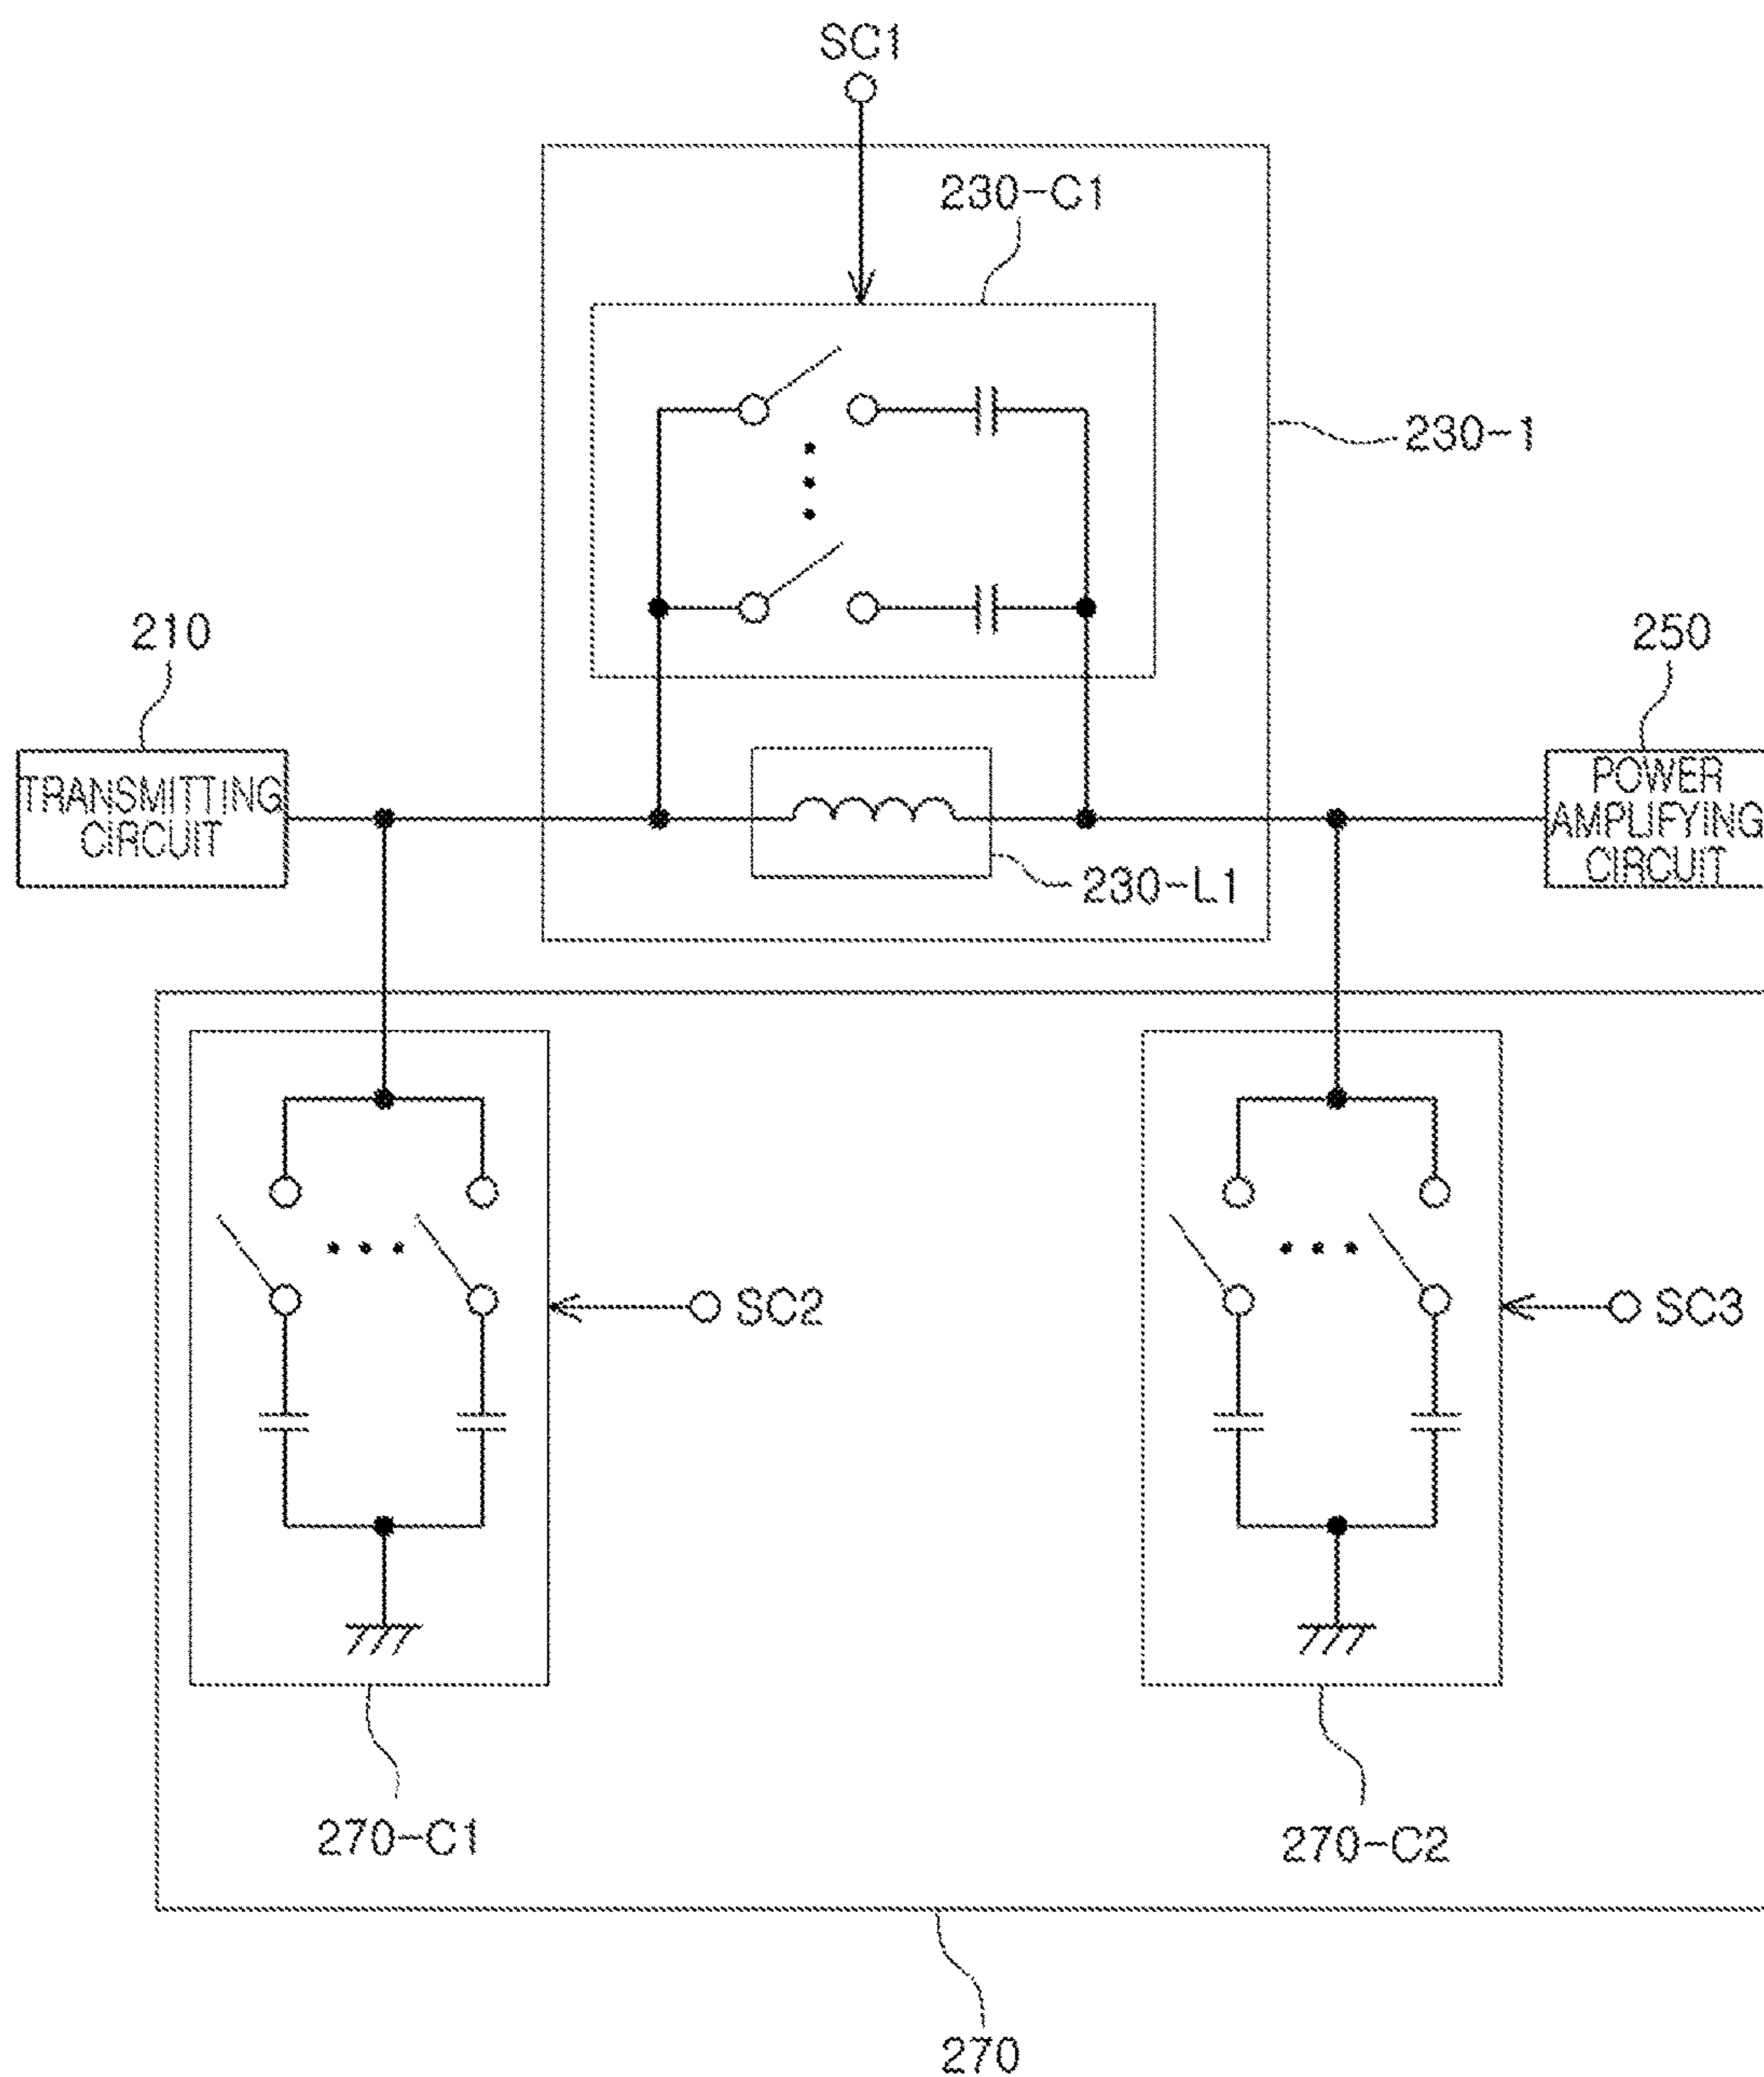 SC1
230-C1
230-1
210
250
TRANSMITTING
CIRCUIT
POWER
AMPLIFYING
CIRCUIT
230-L1
SC2
SC3
270-C1
270-C2
270